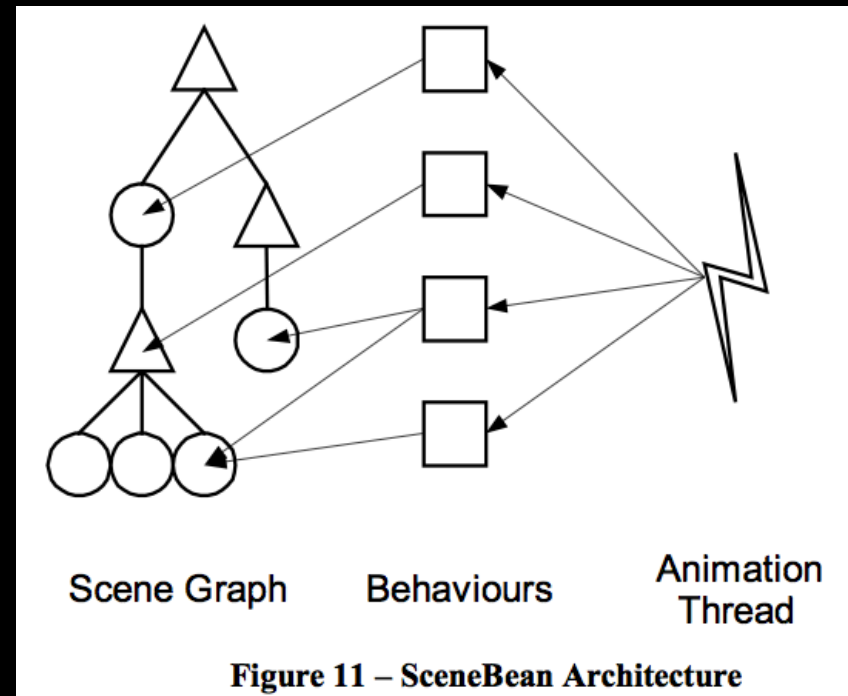 Scene Graph
Behaviours
Animation
Thread
Figure 11 – SceneBean Architecture